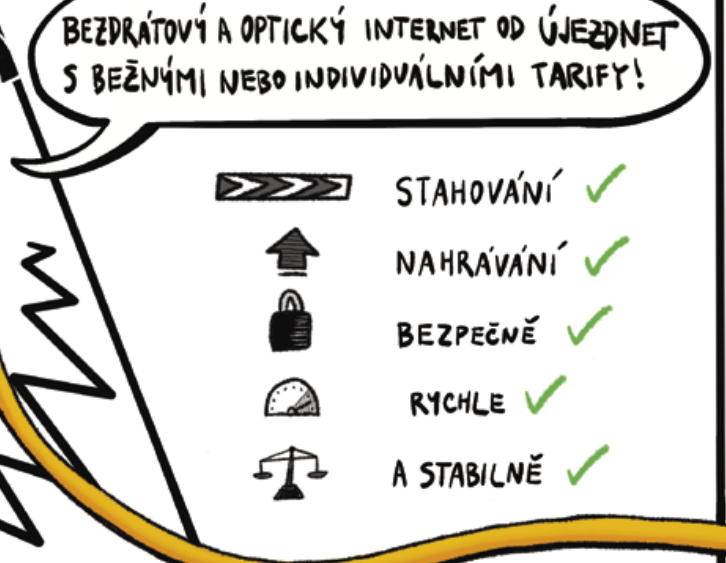 BEZDRÁTOVÝ A OPTICKÝ INTERNET OD ÚJEZDNET
S BEŽNÝMI NEBO INDIVIDUÁLNÍMI TARIFY!
STAHOVÁNÍ
NAHRÁVÁNÍ
BEZPEČNĚ
RYCHLE
A STABILNĚ